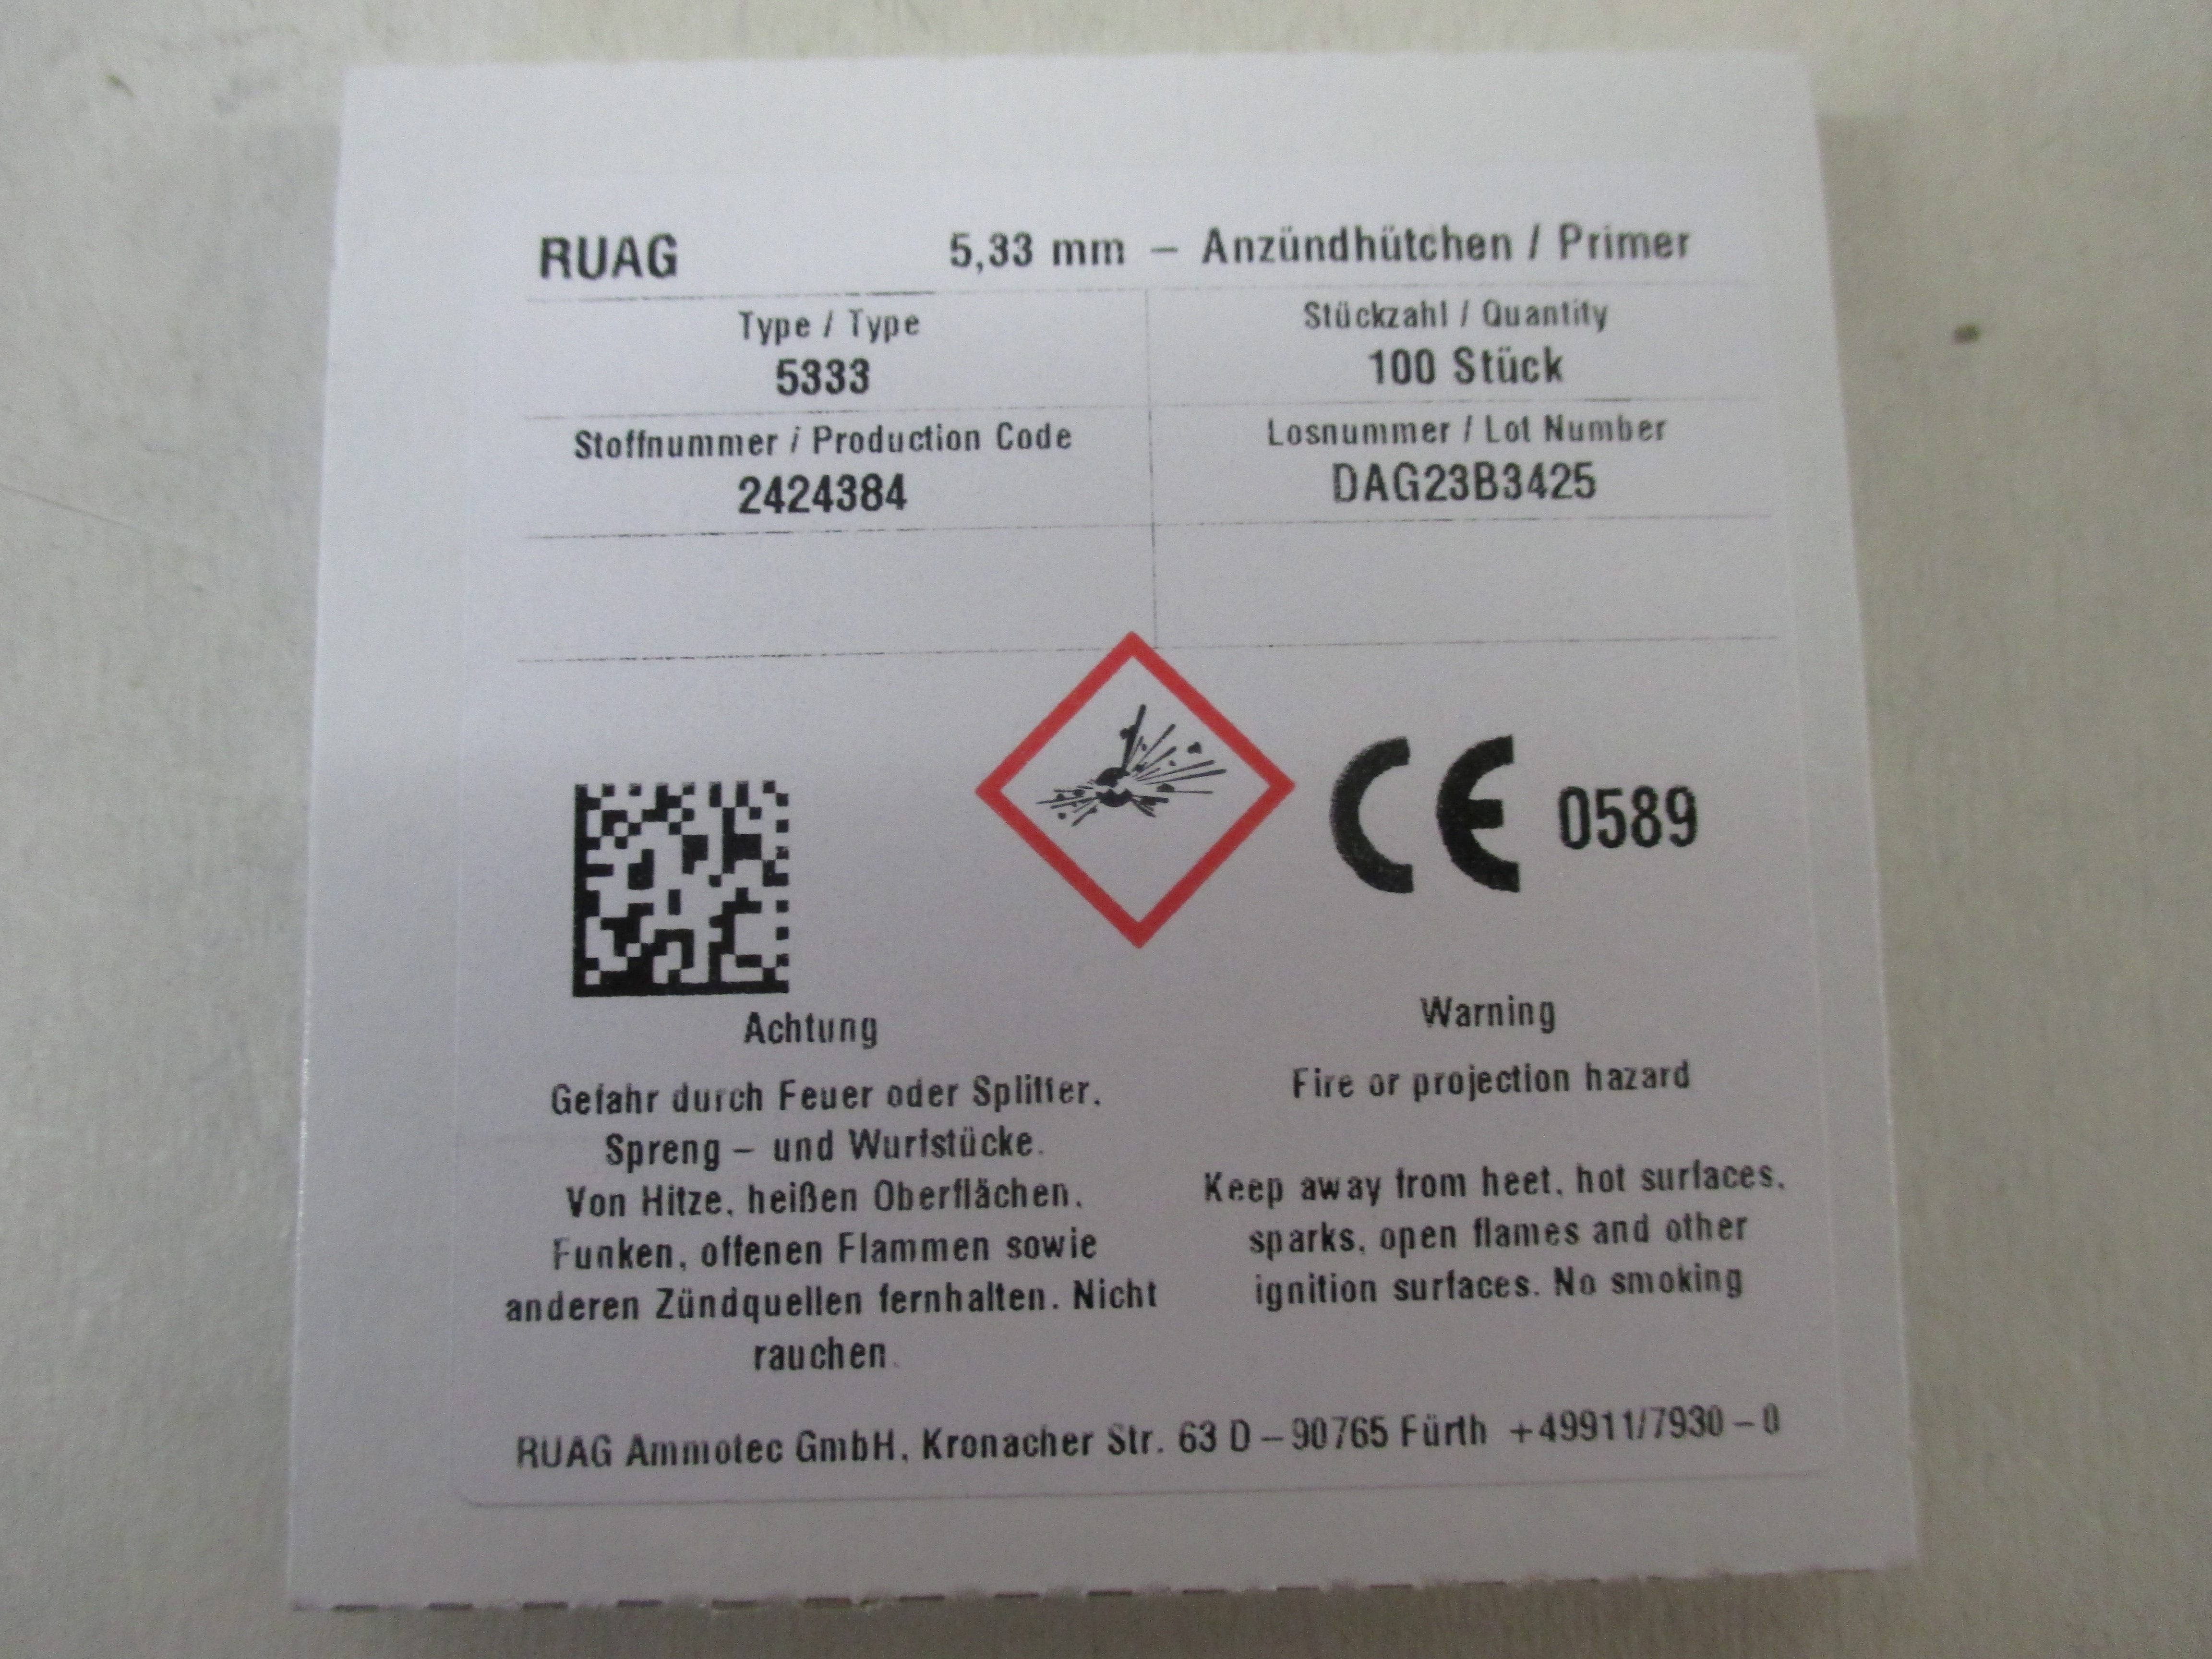 RUAG 5,33 mm – Anzündhütchen / Primer
Type / Type
5333
Stückzahl / Quantity
100 Stück
Stoffnummer / Production Code
2424384
Losnummer / Lot Number
DAG23B3425
CE 0589
Achtung
Gefahr durch Feuer oder Splitter,
Spreng – und Wurfstücke.
Von Hitze, heißen Oberflächen,
Funken, offenen Flammen sowie
anderen Zündquellen fernhalten. Nicht
rauchen.
Warning
Fire or projection hazard
Keep away from heet, hot surfaces,
sparks, open flames and other
ignition surfaces. No smoking
RUAG Ammotec GmbH, Kronacher Str. 63 D – 90765 Fürth +49911/7930 – 0